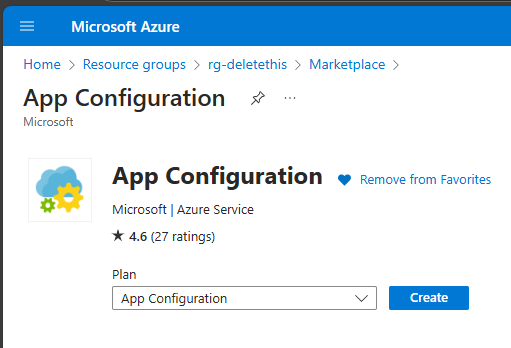 Microsoft Azure
Home > Resource groups > rg-deletethis > Marketplace >
App Configuration
Microsoft
App Configuration
Remove from Favorites
Microsoft | Azure Service
★ 4.6 (27 ratings)
Plan
App Configuration
Create